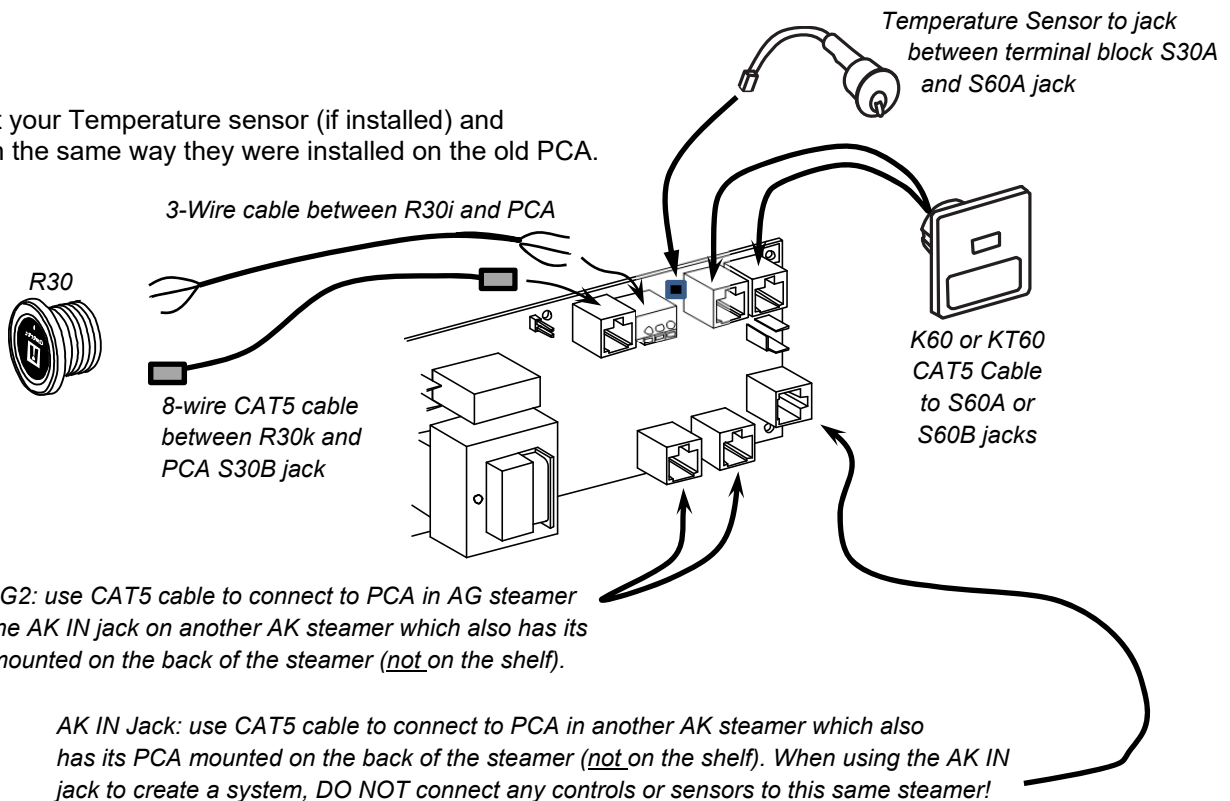 Temperature Sensor to jack
between terminal block S30A
and S60A jack
t your Temperature sensor (if installed) and
n the same way they were installed on the old PCA.
3-Wire cable between R30i and PCA
R30
K60 or KT60
CAT5 Cable
to S60A or
S60B jacks
8-wire CAT5 cable
between R30k and
PCA S30B jack
G2: use CAT5 cable to connect to PCA in AG steamer
he AK IN jack on another AK steamer which also has its
mounted on the back of the steamer (not on the shelf).
AK IN Jack: use CAT5 cable to connect to PCA in another AK steamer which also
has its PCA mounted on the back of the steamer (not on the shelf). When using the AK IN
jack to create a system, DO NOT connect any controls or sensors to this same steamer!